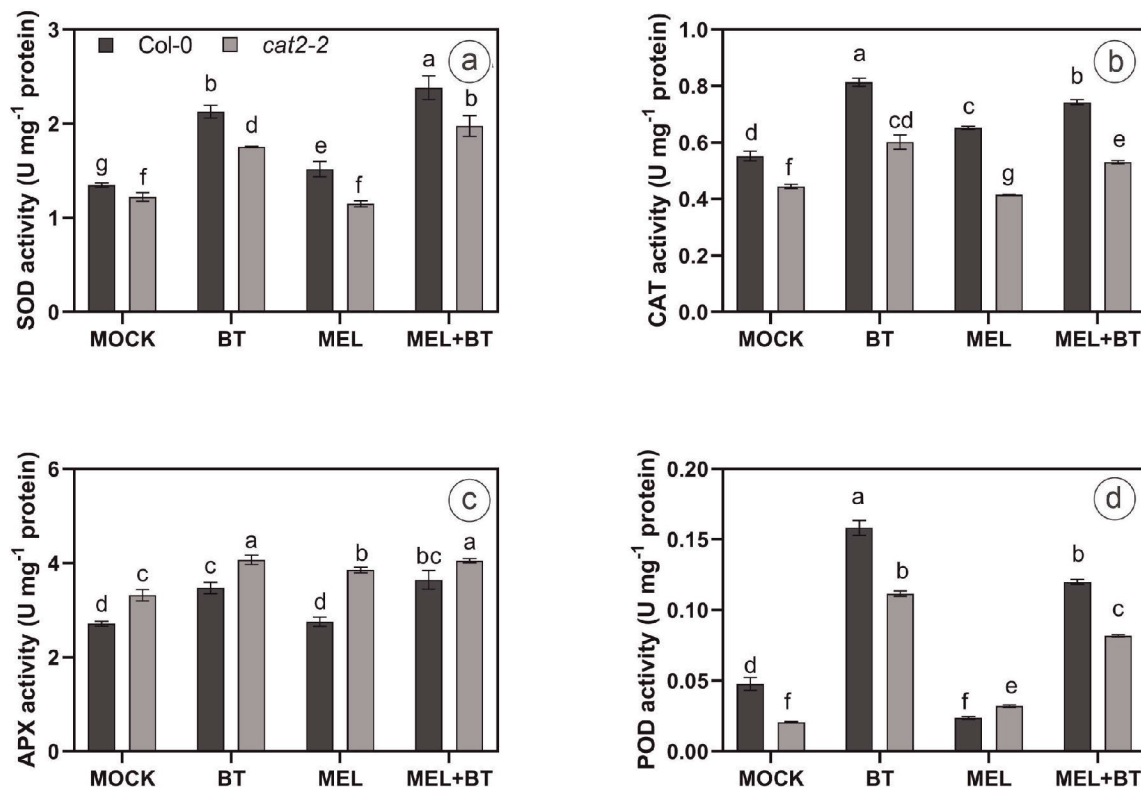 Col-0 cat2-2
a
SOD activity (U mg⁻¹ protein)
3
2
1
0
g f b d e f a b
MOCK BT MEL MEL+BT
b
CAT activity (U mg⁻¹ protein)
1.0
0.8
0.6
0.4
0.2
0.0
d f a cd c g b e
MOCK BT MEL MEL+BT
c
APX activity (U mg⁻¹ protein)
6
4
2
0
d c c a d b bc a
MOCK BT MEL MEL+BT
d
POD activity (U mg⁻¹ protein)
0.20
0.15
0.10
0.05
0.00
d f a b f e b c
MOCK BT MEL MEL+BT